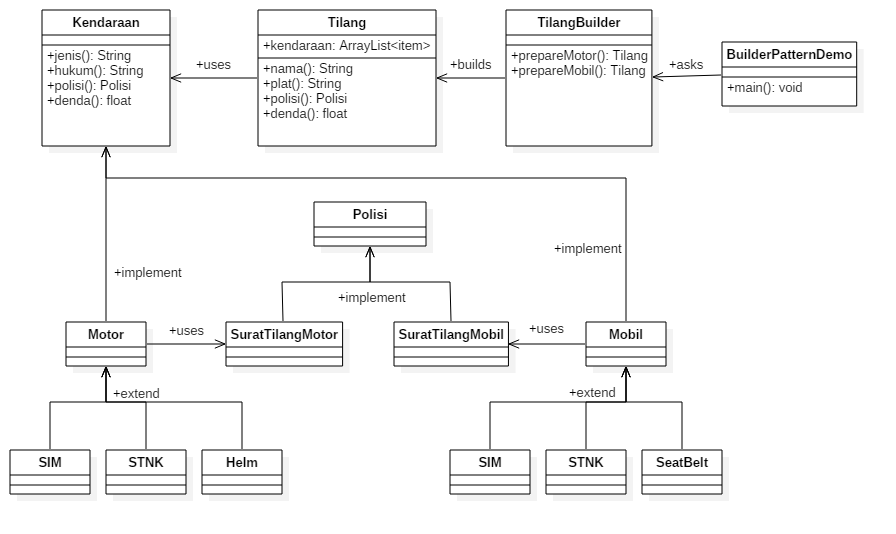 Kendaraan
+jenis(): String
+hukum(): String
+polisi(): Polisi
+denda(): float
+uses
Tilang
+kendaraan: ArrayList<item>
+nama(): String
+plat(): String
+polisi(): Polisi
+denda(): float
+builds
TilangBuilder
+prepareMotor(): Tilang
+prepareMobil(): Tilang
+asks
BuilderPatternDemo
+main(): void
Polisi
+implement
+implement
+implement
Motor
+uses
SuratTilangMotor
SuratTilangMobil
+uses
Mobil
+extend
+extend
SIM
STNK
Helm
SIM
STNK
SeatBelt